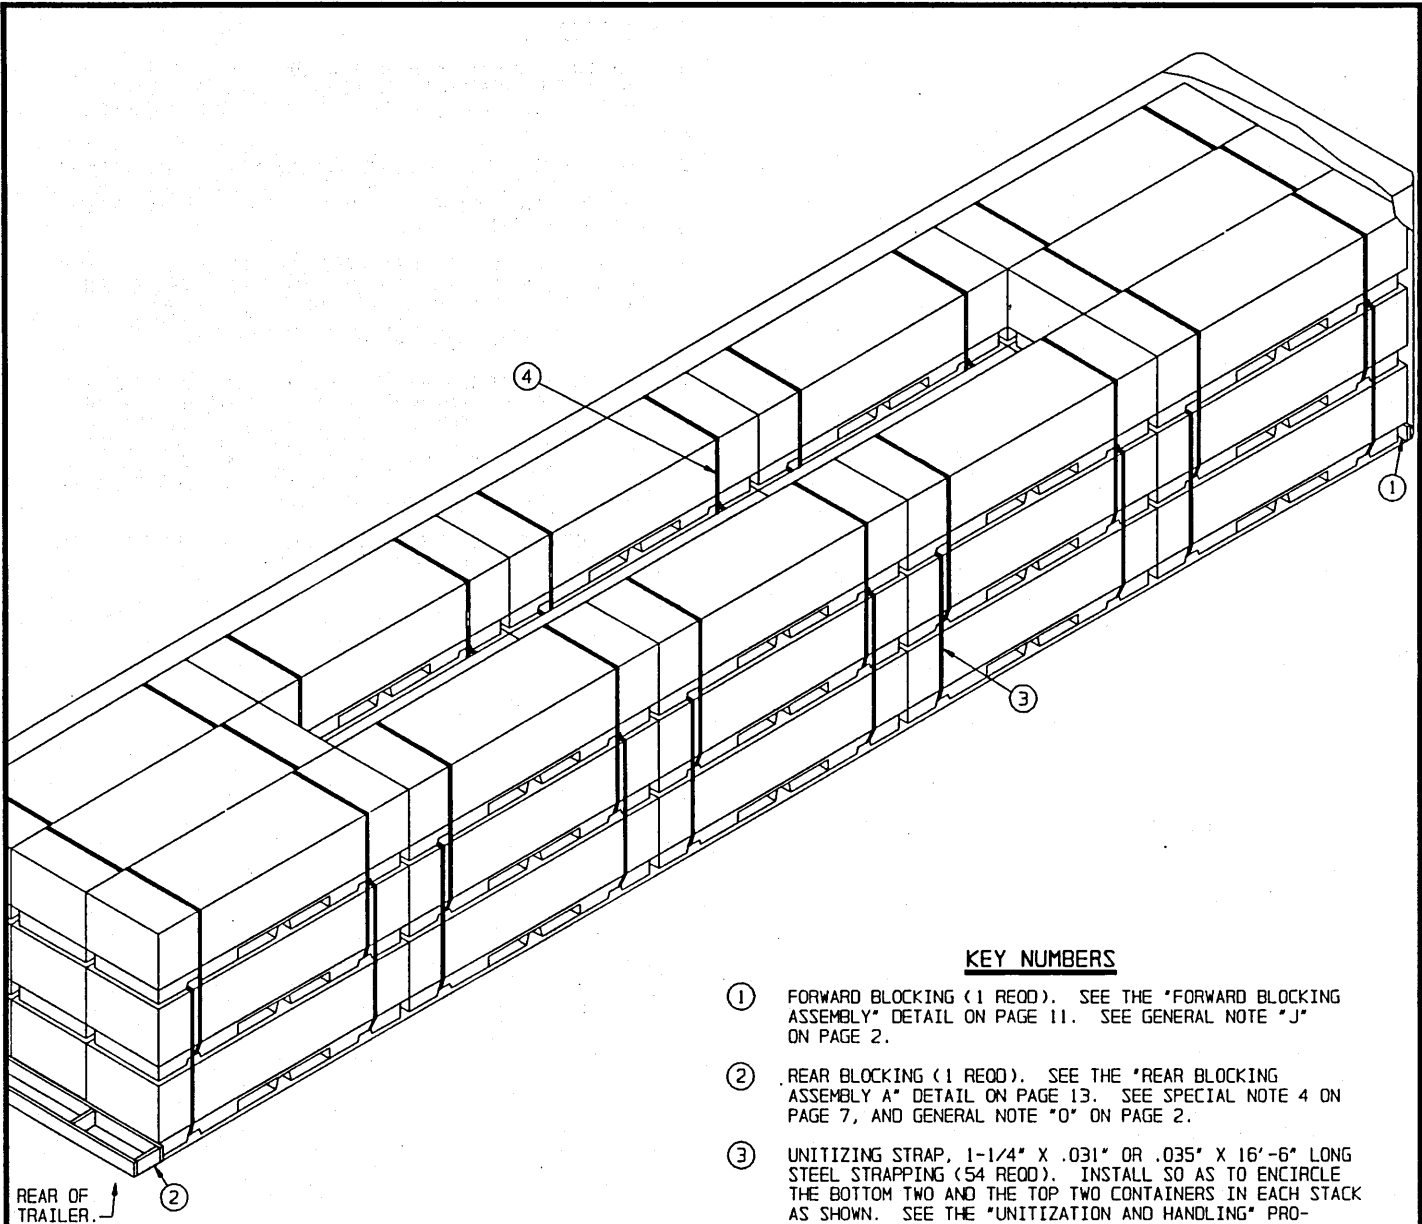 4
1
3
KEY NUMBERS
1 FORWARD BLOCKING (1 REQD). SEE THE "FORWARD BLOCKING
ASSEMBLY" DETAIL ON PAGE 11. SEE GENERAL NOTE "J"
ON PAGE 2.
2 REAR BLOCKING (1 REQD). SEE THE "REAR BLOCKING
ASSEMBLY A" DETAIL ON PAGE 13. SEE SPECIAL NOTE 4 ON
PAGE 7, AND GENERAL NOTE "O" ON PAGE 2.
3 UNITIZING STRAP, 1-1/4" X .031" OR .035" X 16'-6" LONG
STEEL STRAPPING (54 REQD). INSTALL SO AS TO ENCIRCLE
THE BOTTOM TWO AND THE TOP TWO CONTAINERS IN EACH STACK
AS SHOWN. SEE THE "UNITIZATION AND HANDLING" PRO-
REAR OF
TRAILER.
2